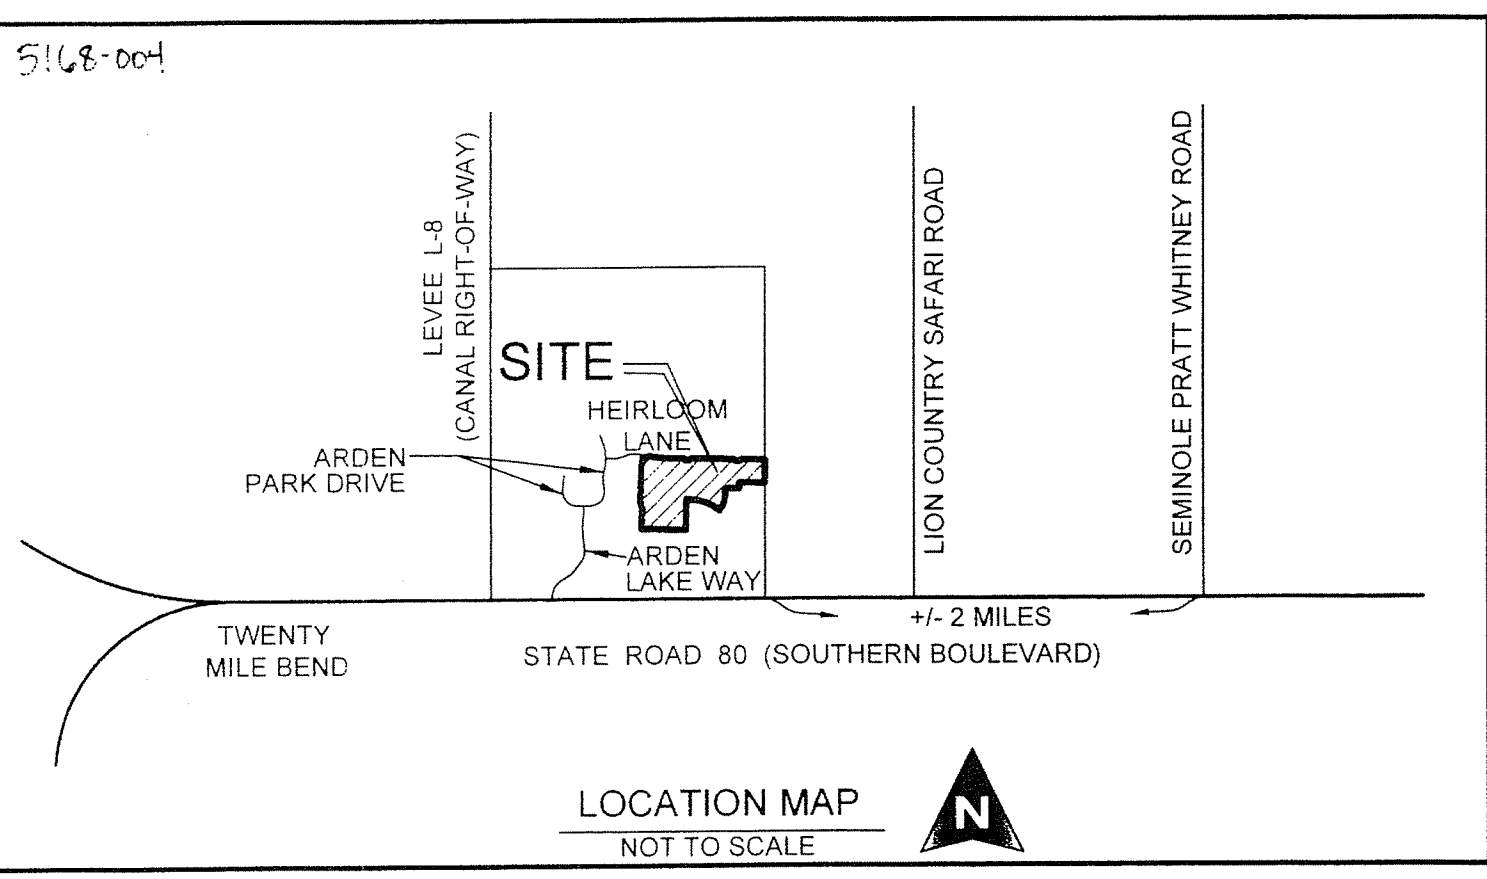 5168-004
LEVEE L-8
(CANAL RIGHT-OF-WAY)
LION COUNTRY SAFARI ROAD
SEMINOLE PRATT WHITNEY ROAD
SITE
HEIRLOOM
LANE
ARDEN
PARK DRIVE
ARDEN
LAKE WAY
+/- 2 MILES
TWENTY
MILE BEND
STATE ROAD 80 (SOUTHERN BOULEVARD)
LOCATION MAP
NOT TO SCALE
N